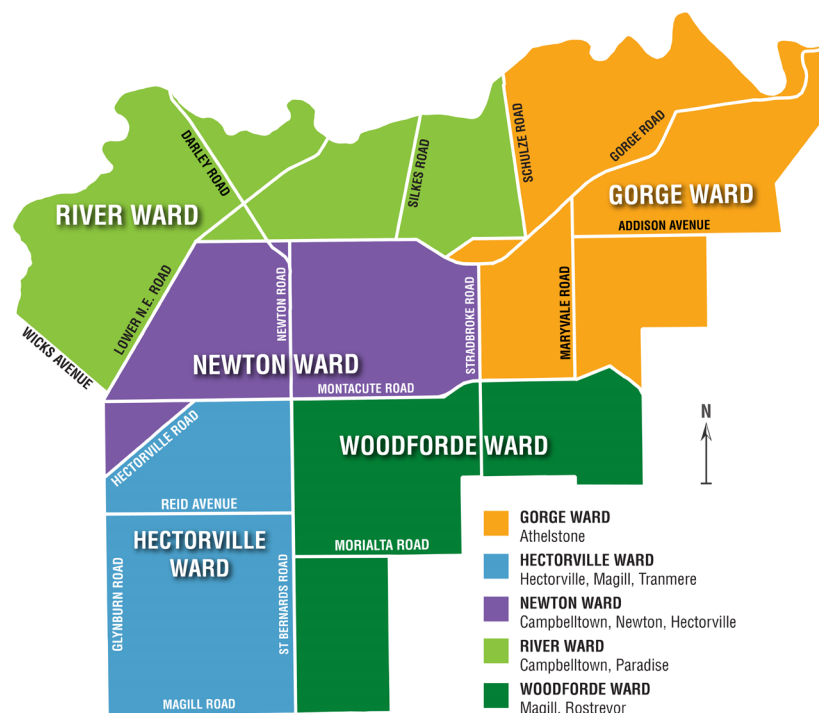 DARLEY ROAD
SILKES ROAD
SCHULZE ROAD
GORGE ROAD
RIVER WARD
GORGE WARD
ADDISON AVENUE
LOWER N.E. ROAD
WICKS AVENUE
NEWTON ROAD
STRADBROKE ROAD
MARYVALE ROAD
NEWTON WARD
MONTACUTE ROAD
HECTORVILLE ROAD
WOODFORDE WARD
N
REID AVENUE
HECTORVILLE
WARD
GLYNBURN ROAD
ST BERNARDS ROAD
MORIALTA ROAD
MAGILL ROAD
GORGE WARD
Athelstone
HECTORVILLE WARD
Hectorville, Magill, Tranmere
NEWTON WARD
Campbelltown, Newton, Hectorville
RIVER WARD
Campbelltown, Paradise
WOODFORDE WARD
Magill, Rostrevor